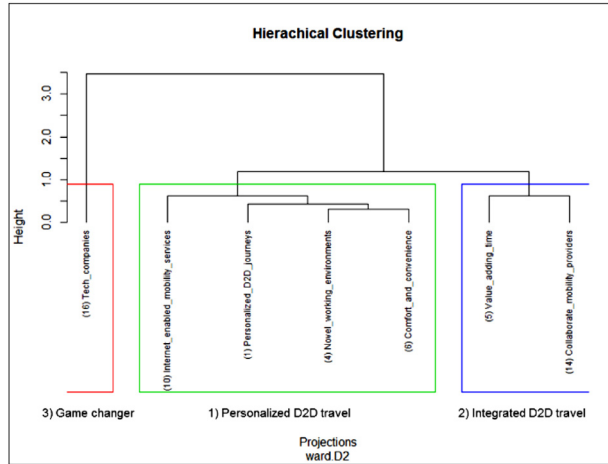 Hierachical Clustering
Height
0.0
1.0
2.0
3.0
(16) Tech_companies
(10) Internet_enabled_mobility_services
(1) Personalized_D2D_journeys
(4) Novel_working_environments
(6) Comfort_and_convenience
(5) Value_adding_time
(14) Collaborate_mobility_providers
3) Game changer
1) Personalized D2D travel
2) Integrated D2D travel
Projections
ward.D2